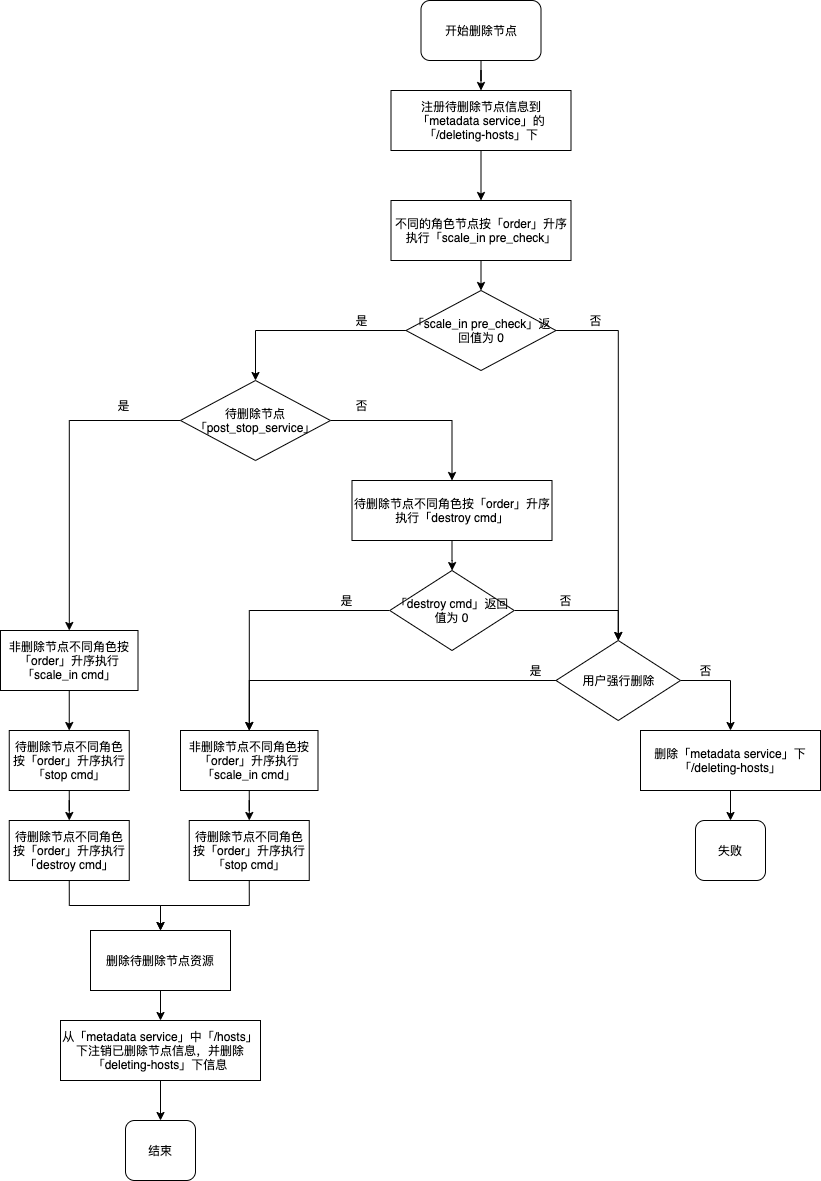 开始删除节点
注册待删除节点信息到
「metadata service」的
「/deleting-hosts」下
不同的角色节点按「order」升序
执行「scale_in pre_check」
「scale_in pre_check」返
回值为 0
是
否
待删除节点
「post_stop_service」
是
否
待删除节点不同角色按「order」升序
执行「destroy cmd」
「destroy cmd」返回
值为 0
是
否
非删除节点不同角色按
「order」升序执行
「scale_in cmd」
用户强行删除
是
否
待删除节点不同角色
按「order」升序执行
「stop cmd」
非删除节点不同角色按
「order」升序执行
「scale_in cmd」
删除「metadata service」下
「/deleting-hosts」
待删除节点不同角色
按「order」升序执行
「destroy cmd」
待删除节点不同角色
按「order」升序执行
「stop cmd」
失败
删除待删除节点资源
从「metadata service」中「/hosts」
下注销已删除节点信息，并删除
「deleting-hosts」下信息
结束